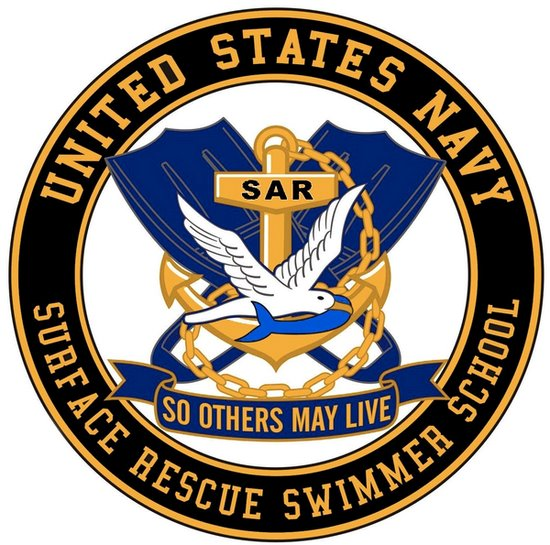 UNITED STATES NAVY
SAR
SO OTHERS MAY LIVE
SURFACE RESCUE SWIMMER SCHOOL